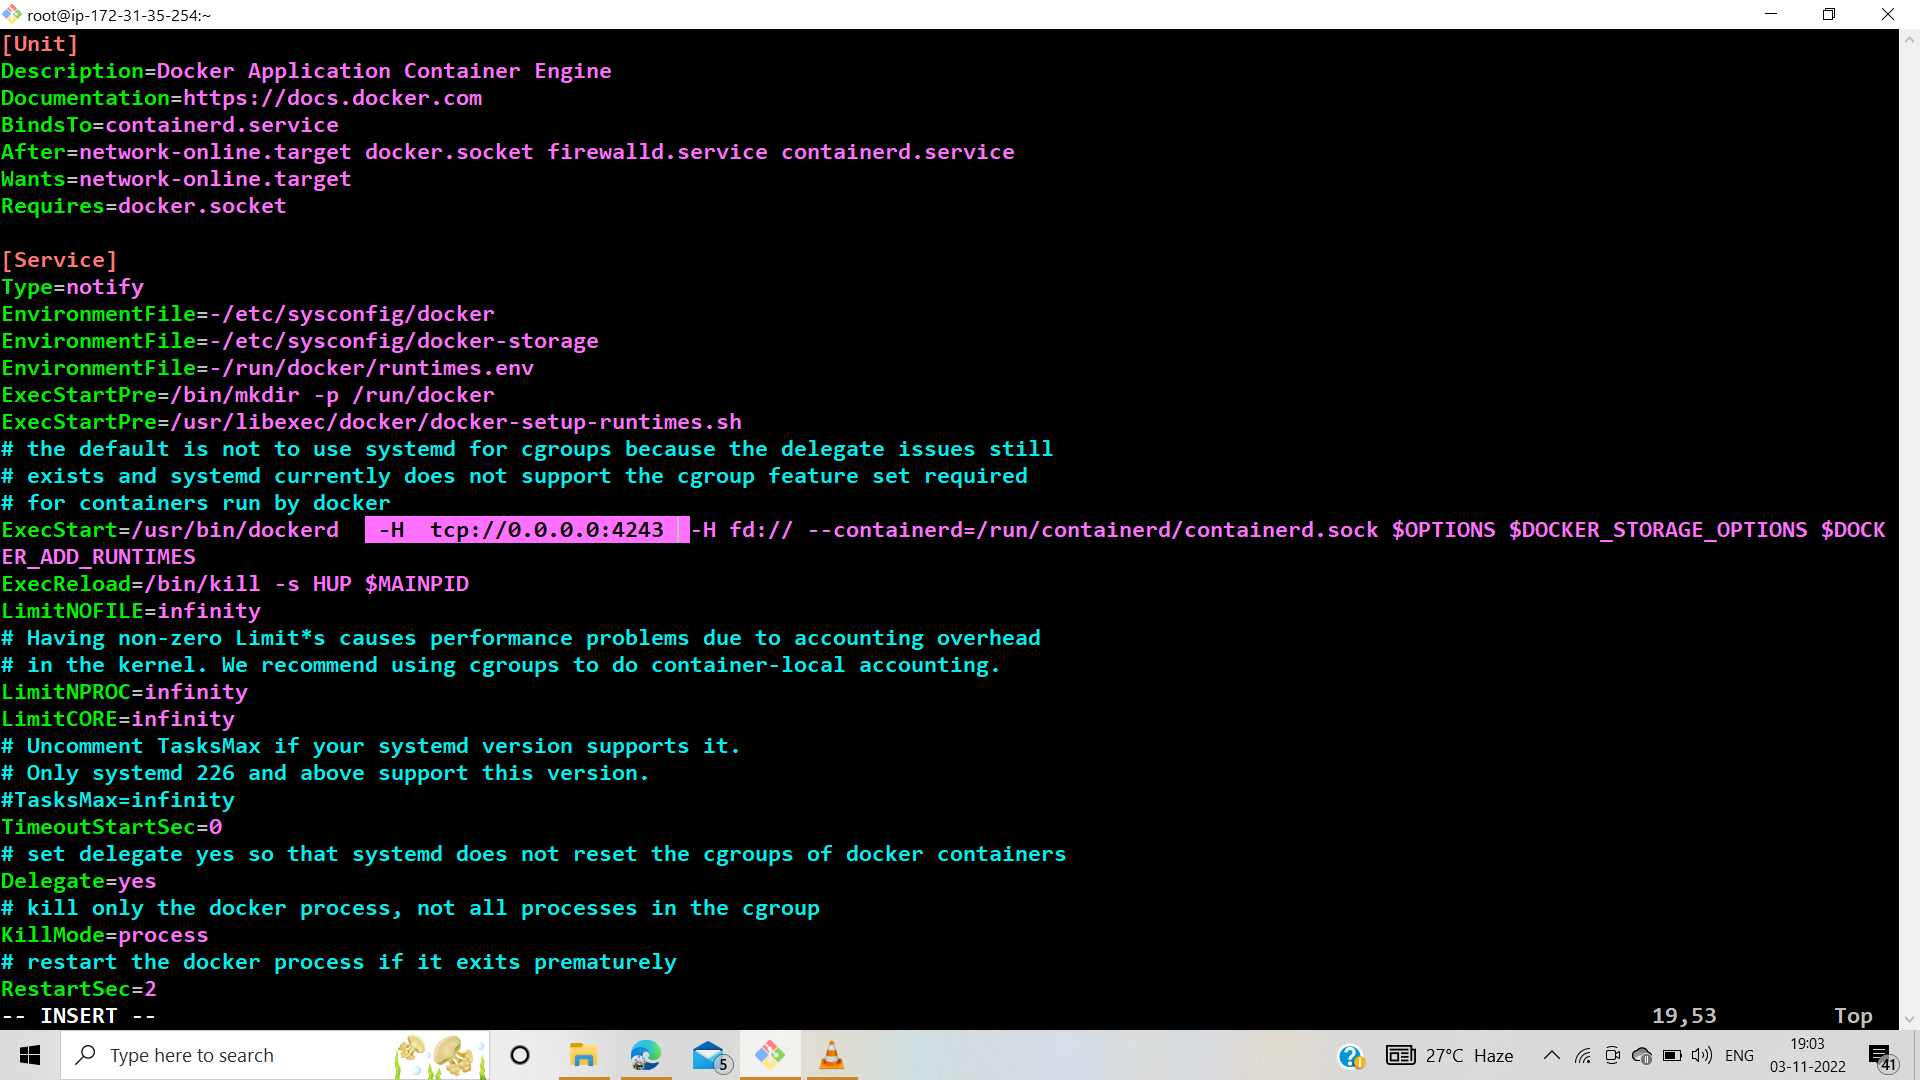 root@ip-172-31-35-254:~
[Unit]
Description=Docker Application Container Engine
Documentation=https://docs.docker.com
BindsTo=containerd.service
After=network-online.target docker.socket firewalld.service containerd.service
Wants=network-online.target
Requires=docker.socket
[Service]
Type=notify
EnvironmentFile=-/etc/sysconfig/docker
EnvironmentFile=-/etc/sysconfig/docker-storage
EnvironmentFile=-/run/docker/runtimes.env
ExecStartPre=/bin/mkdir -p /run/docker
ExecStartPre=/usr/libexec/docker/docker-setup-runtimes.sh
# the default is not to use systemd for cgroups because the delegate issues still
# exists and systemd currently does not support the cgroup feature set required
# for containers run by docker
ExecStart=/usr/bin/dockerd   -H  tcp://0.0.0.0:4243  -H fd:// --containerd=/run/containerd/containerd.sock $OPTIONS $DOCKER_STORAGE_OPTIONS $DOCK
ER_ADD_RUNTIMES
ExecReload=/bin/kill -s HUP $MAINPID
LimitNOFILE=infinity
# Having non-zero Limit*s causes performance problems due to accounting overhead
# in the kernel. We recommend using cgroups to do container-local accounting.
LimitNPROC=infinity
LimitCORE=infinity
# Uncomment TasksMax if your systemd version supports it.
# Only systemd 226 and above support this version.
#TasksMax=infinity
TimeoutStartSec=0
# set delegate yes so that systemd does not reset the cgroups of docker containers
Delegate=yes
# kill only the docker process, not all processes in the cgroup
KillMode=process
# restart the docker process if it exits prematurely
RestartSec=2
-- INSERT -- 19,53 Top
Type here to search 5 27°C Haze ENG 19:03
03-11-2022 41